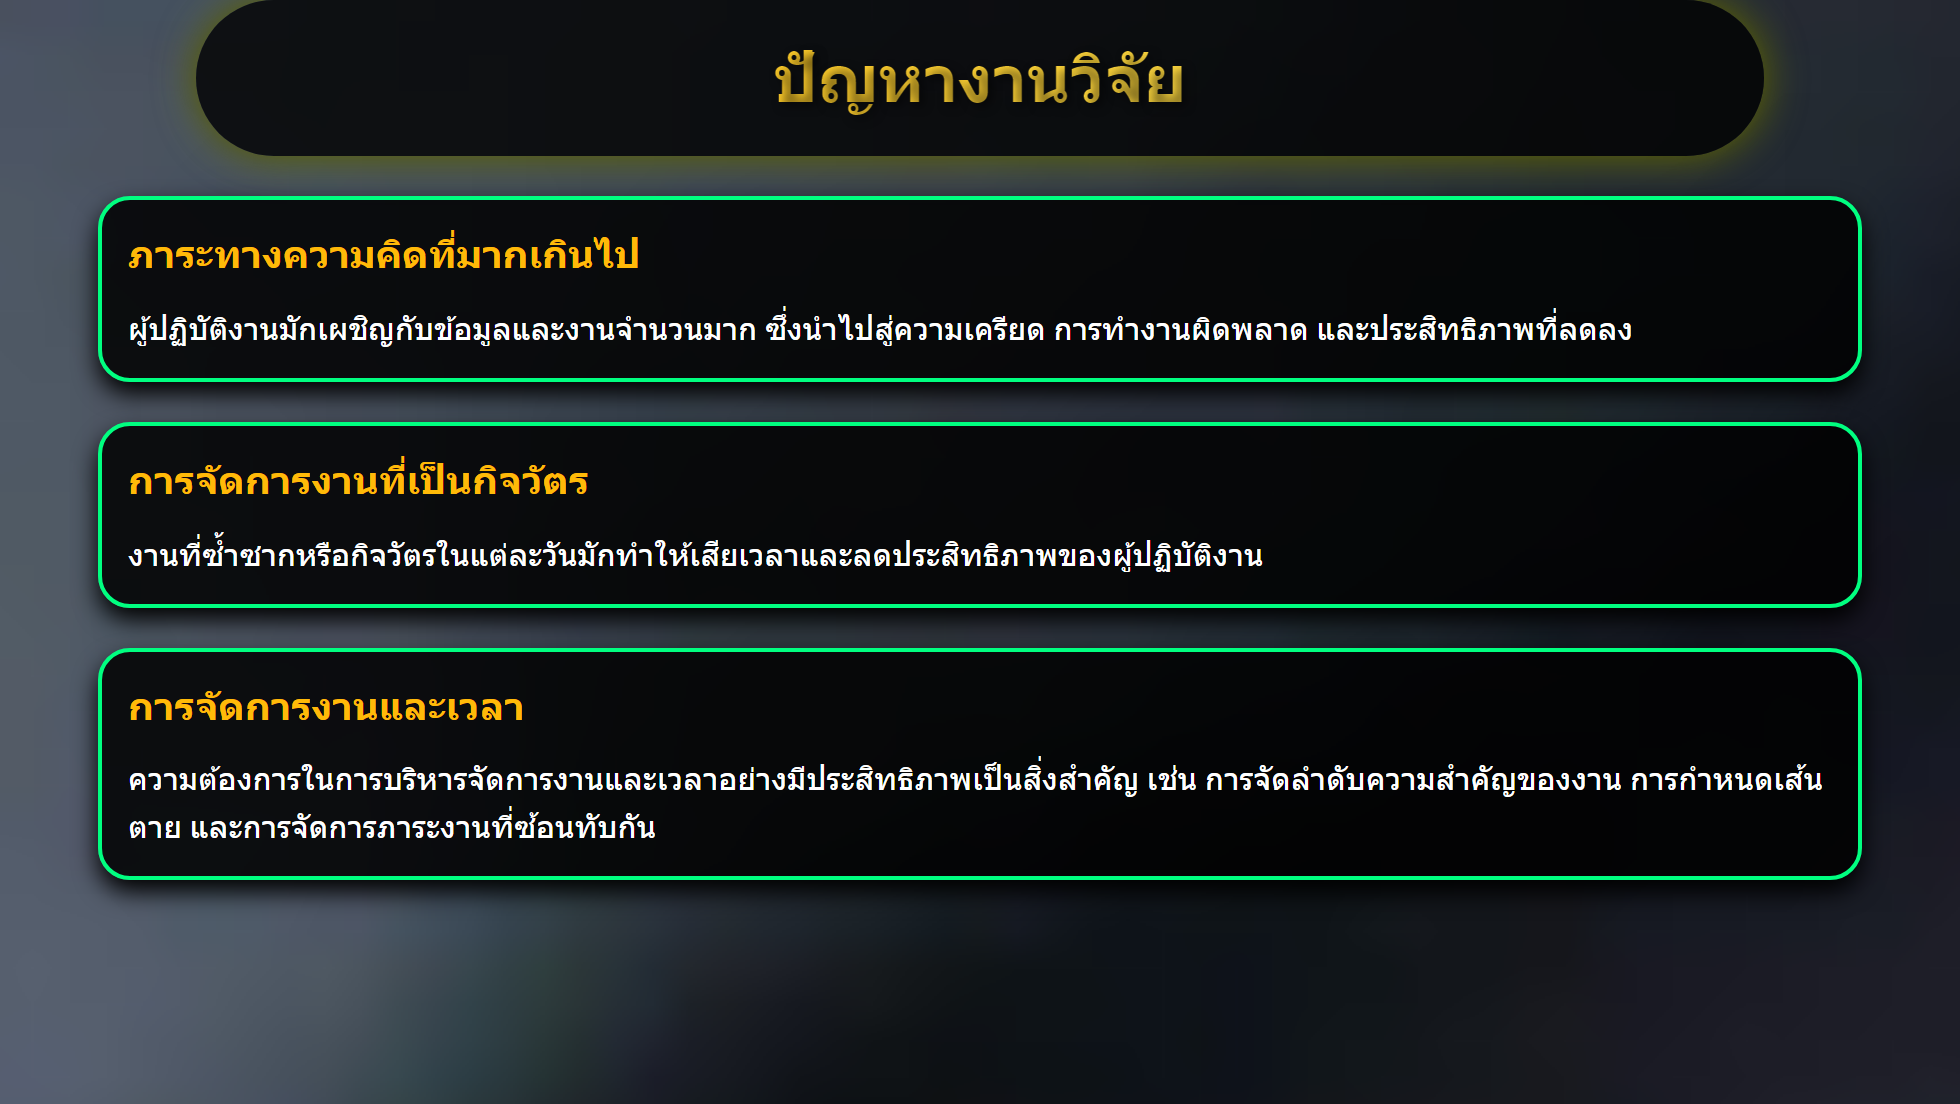 ปัญหางานวิจัย
ภาระทางความคิดที่มากเกินไป
ผู้ปฏิบัติงานมักเผชิญกับข้อมูลและงานจำนวนมาก ซึ่งนำไปสู่ความเครียด การทำงานผิดพลาด และประสิทธิภาพที่ลดลง
การจัดการงานที่เป็นกิจวัตร
งานที่ซ้ำซากหรือกิจวัตรในแต่ละวันมักทำให้เสียเวลาและลดประสิทธิภาพของผู้ปฏิบัติงาน
การจัดการงานและเวลา
ความต้องการในการบริหารจัดการงานและเวลาอย่างมีประสิทธิภาพเป็นสิ่งสำคัญ เช่น การจัดลำดับความสำคัญของงาน การกำหนดเส้น
ตาย และการจัดการภาระงานที่ซ้อนทับกัน